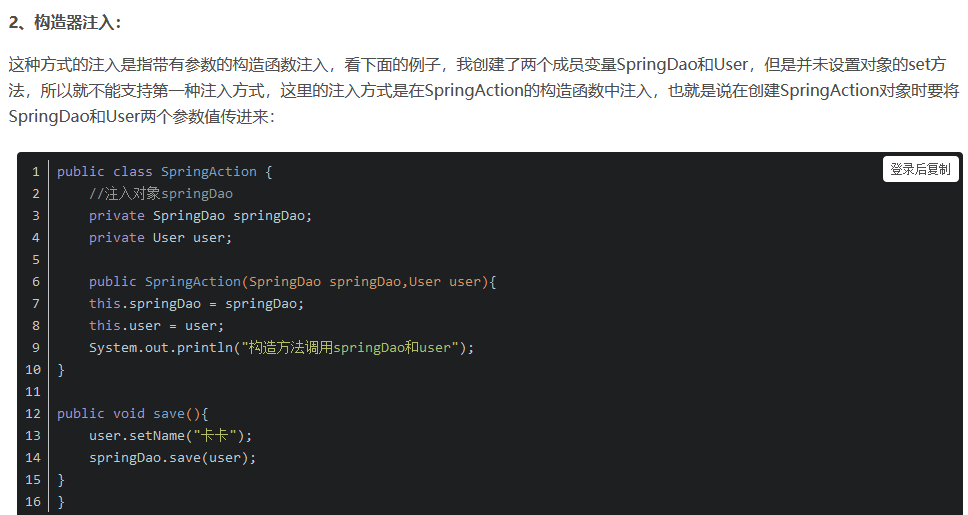 2、构造器注入：
这种方式的注入是指带有参数的构造函数注入，看下面的例子，我创建了两个成员变量SpringDao和User，但是并未设置对象的set方
法，所以就不能支持第一种注入方式，这里的注入方式是在SpringAction的构造函数中注入，也就是说在创建SpringAction对象时要将
SpringDao和User两个参数值传进来：
登录后复制
1 public class SpringAction {
2     //注入对象springDao
3     private SpringDao springDao;
4     private User user;
5
6     public SpringAction(SpringDao springDao,User user){
7     this.springDao = springDao;
8     this.user = user;
9     System.out.println("构造方法调用springDao和user");
10 }
11
12 public void save(){
13     user.setName("卡卡");
14     springDao.save(user);
15 }
16 }